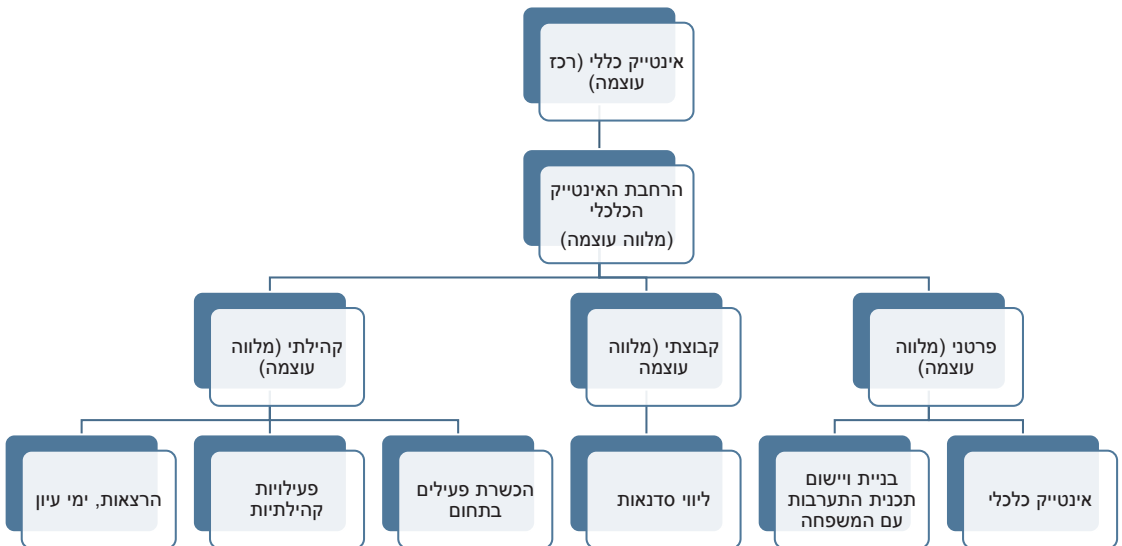 אינטייק כללי (רכז
עוצמה)
הרחבת האינטייק
הכלכלי
(מלווה עוצמה)
פרטני (מלווה
עוצמה)
קבוצתי (מלווה
עוצמה
קהילתי (מלווה
עוצמה)
אינטייק כלכלי
בניית ויישום
תכנית התערבות
עם המשפחה
ליווי סדנאות
הכשרת פעילים
בתחום
פעילויות
קהילתיות
הרצאות, ימי עיון